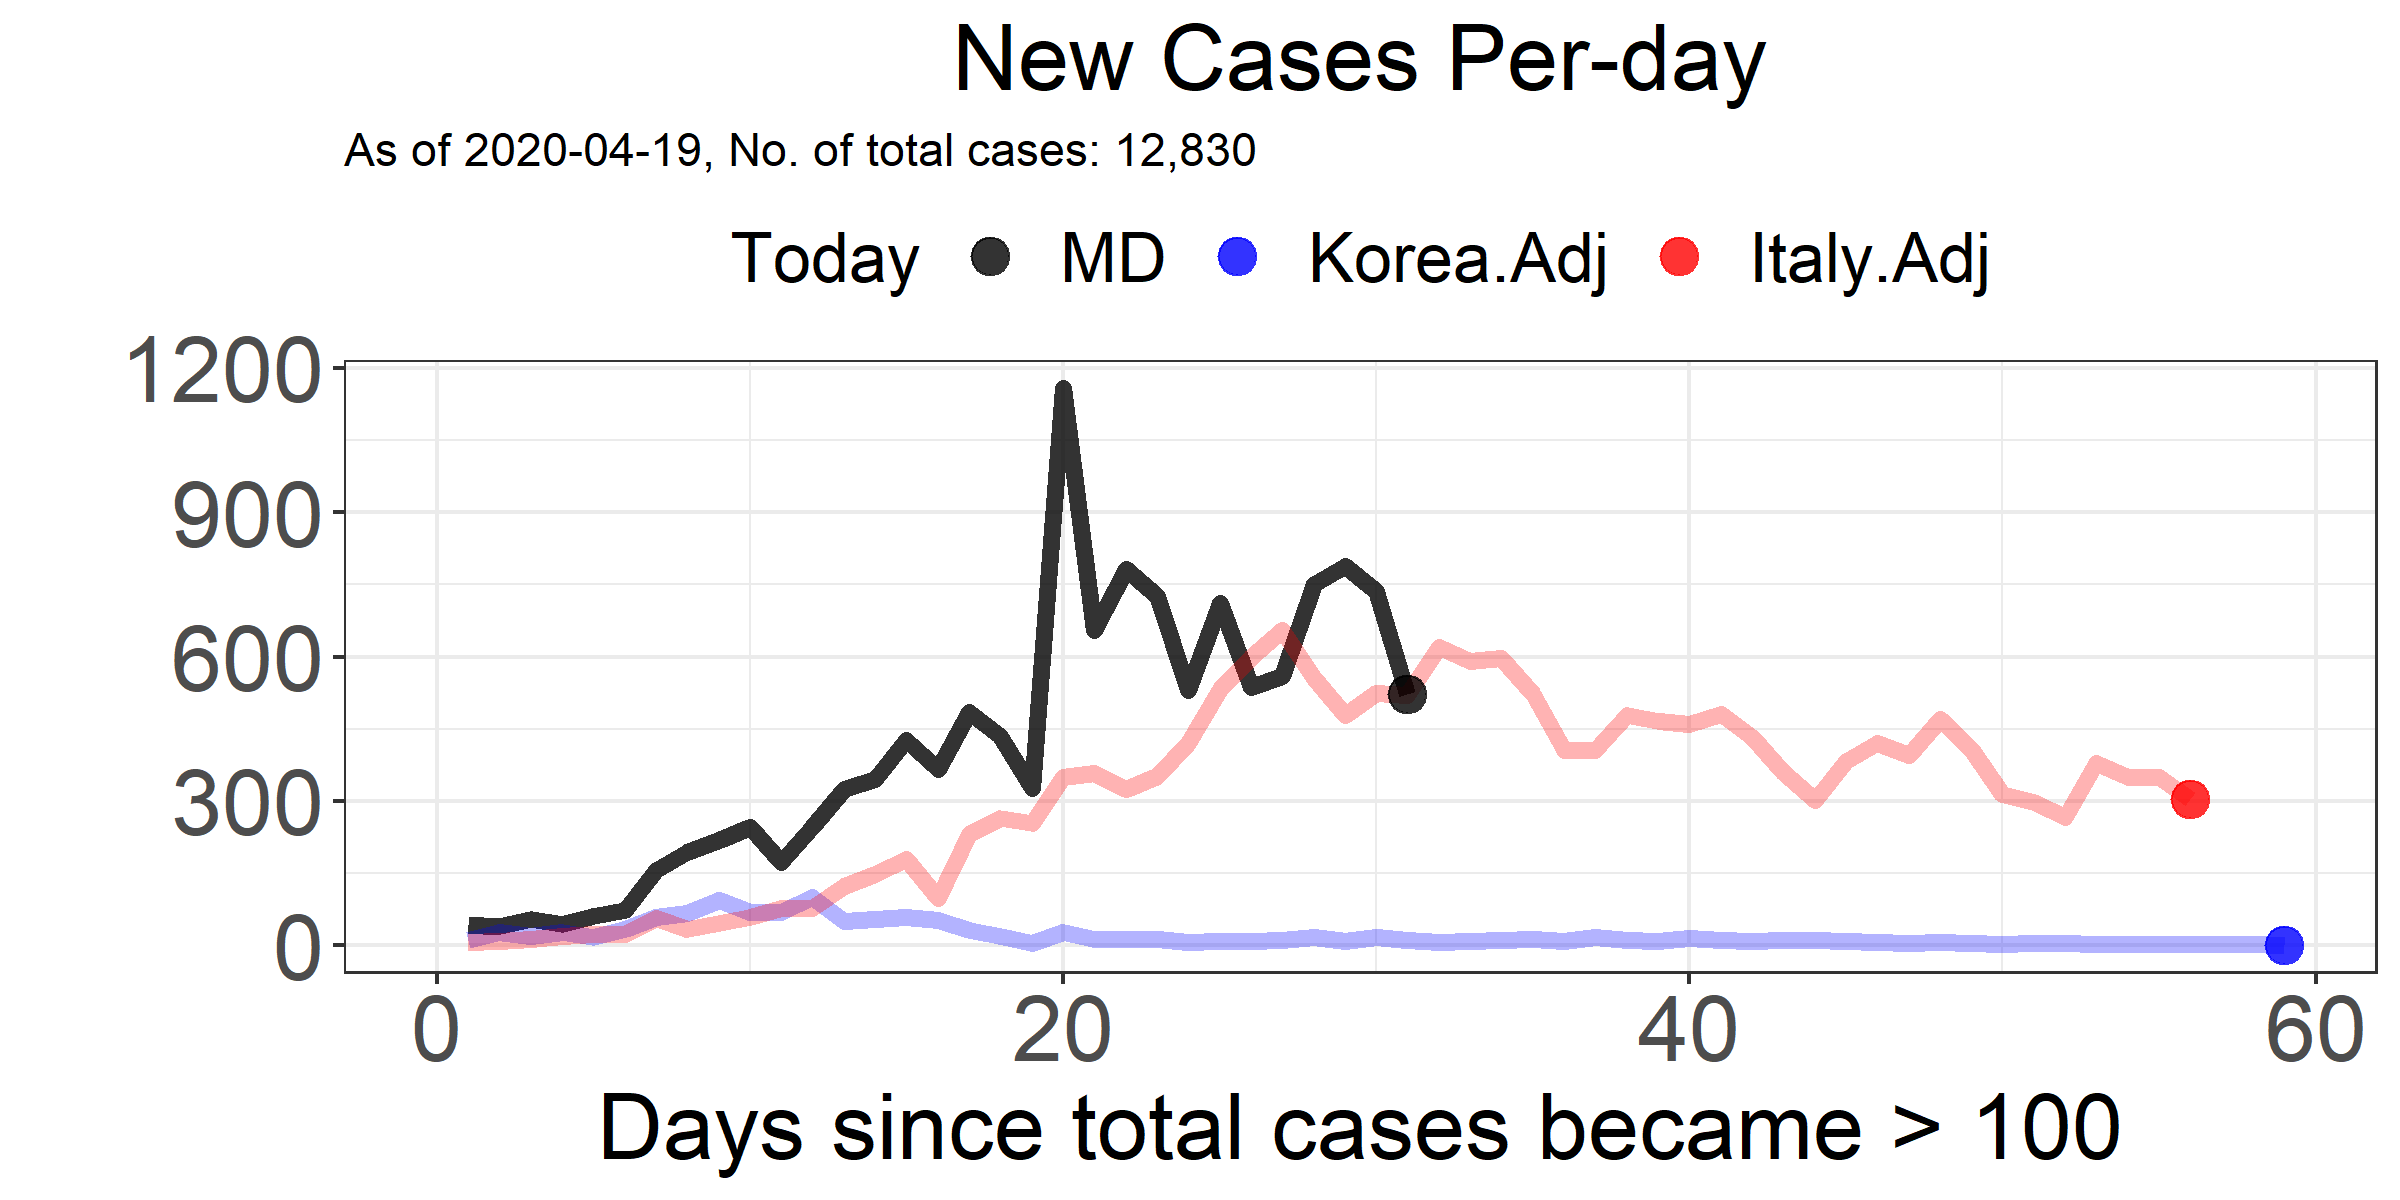 New Cases Per-day
As of 2020-04-19, No. of total cases: 12,830
Today MD Korea.Adj Italy.Adj
1200
900
600
300
0
0 20 40 60
Days since total cases became > 100